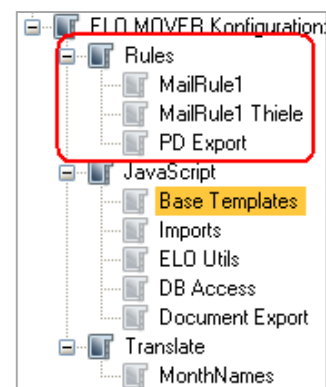 ELO MOVER Konfiguration:
Rules
MailRule1
MailRule1 Thiele
PD Export
JavaScript
Base Templates
Imports
ELO Utils
DB Access
Document Export
Translate
MonthNames